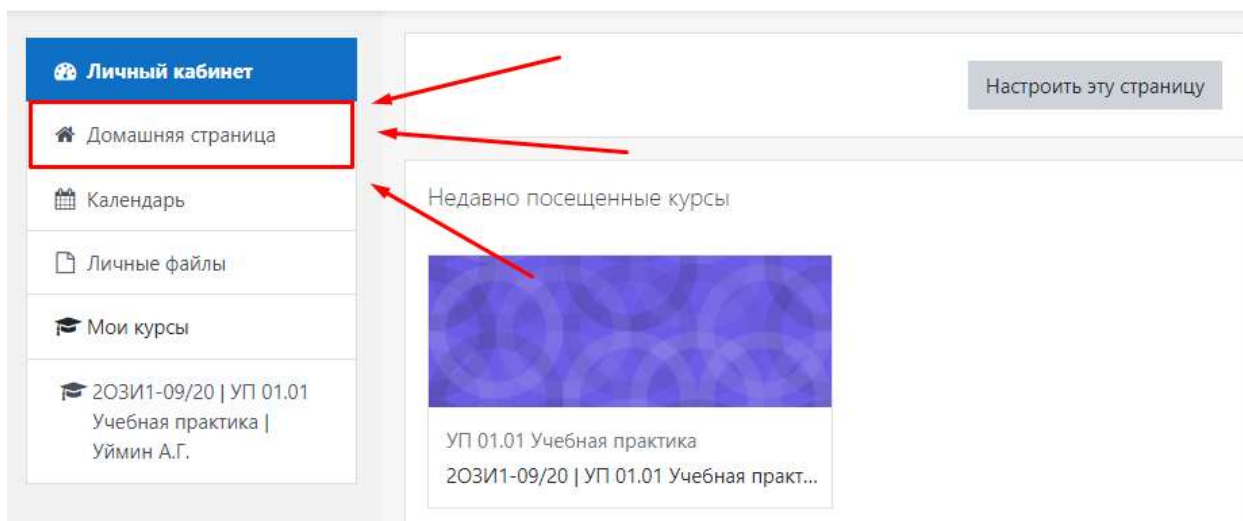 Личный кабинет
Домашняя страница
Календарь
Личные файлы
Мои курсы
2ОЗИ1-09/20 | УП 01.01
Учебная практика |
Уймин А.Г.
Настроить эту страницу
Недавно посещенные курсы
УП 01.01 Учебная практика
2ОЗИ1-09/20 | УП 01.01 Учебная практ...